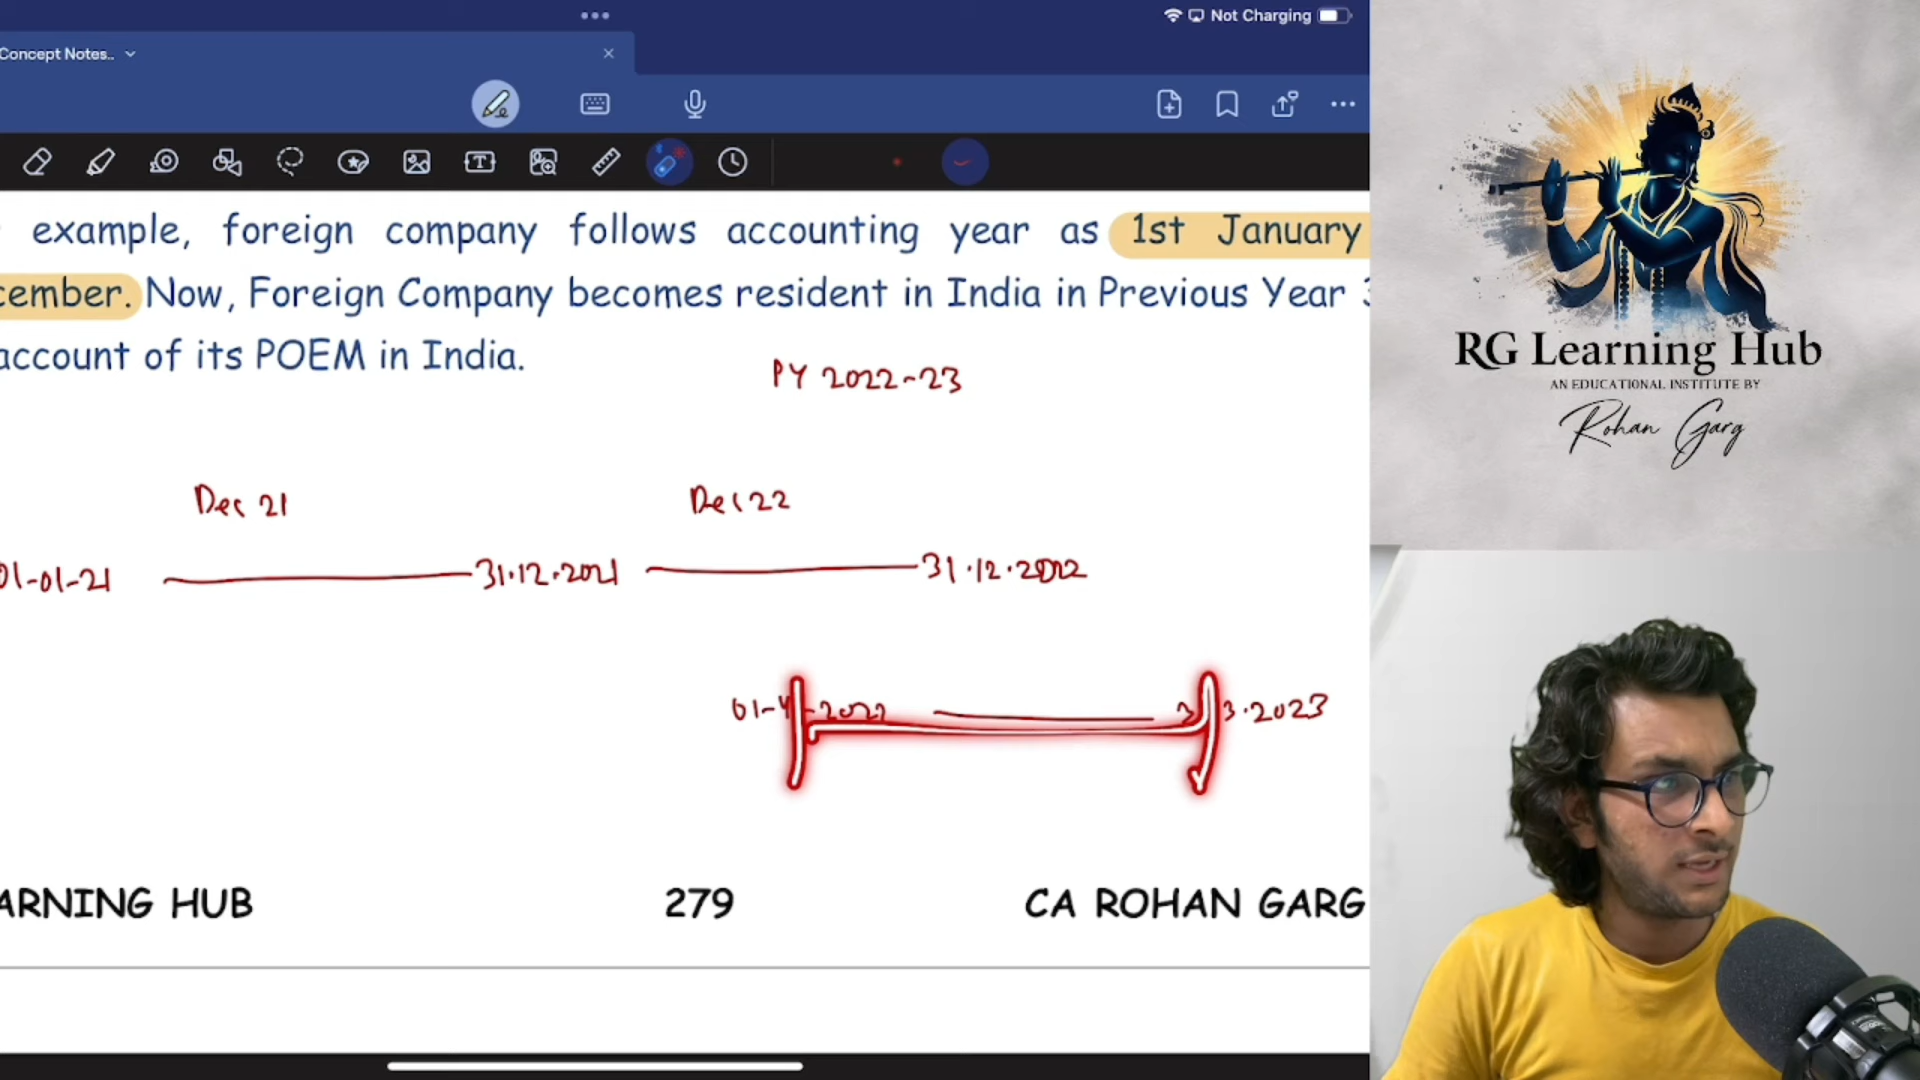 Not Charging
Concept Notes..
example, foreign company follows accounting year as 1st January
cember. Now, Foreign Company becomes resident in India in Previous Year
account of its POEM in India.
PY 2022-23
Dec 21
Dec 22
01-01-21
31.12.2021
31.12.2022
01-4-2022
3.2023
ARNING HUB
279
CA ROHAN GARG
RG Learning Hub
AN EDUCATIONAL INSTITUTE BY
Rohan Garg